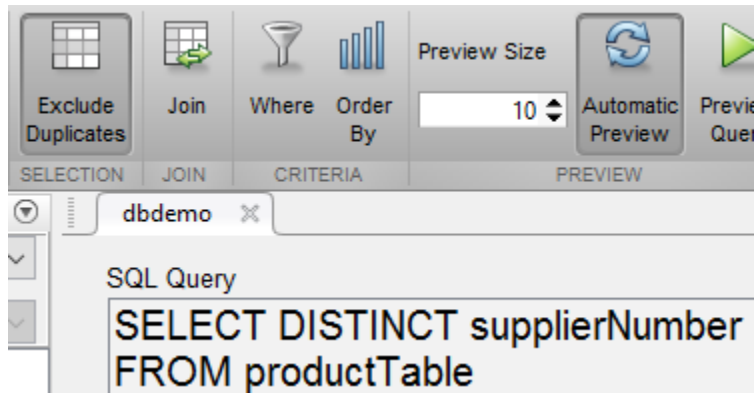 Preview Size
10
Exclude Duplicates
Join
Where
Order By
Automatic Preview
SELECTION
JOIN
CRITERIA
PREVIEW
dbdemo
SQL Query
SELECT DISTINCT supplierNumber
FROM productTable